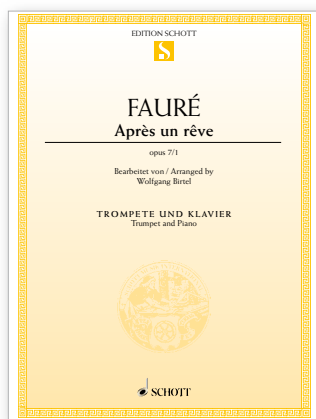 EDITION SCHOTT
FAURÉ
Après un rêve
opus 7/1
Bearbeitet von / Arranged by
Wolfgang Birtel
TROMPETE UND KLAVIER
Trumpet and Piano
SCHOTT